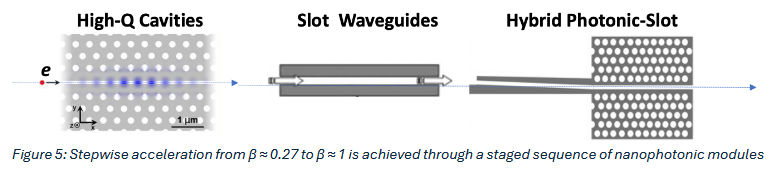 High-Q Cavities
Slot Waveguides
Hybrid Photonic-Slot
e
y
z
x
1 μm
Figure 5: Stepwise acceleration from β ≈ 0.27 to β ≈ 1 is achieved through a staged sequence of nanophotonic modules